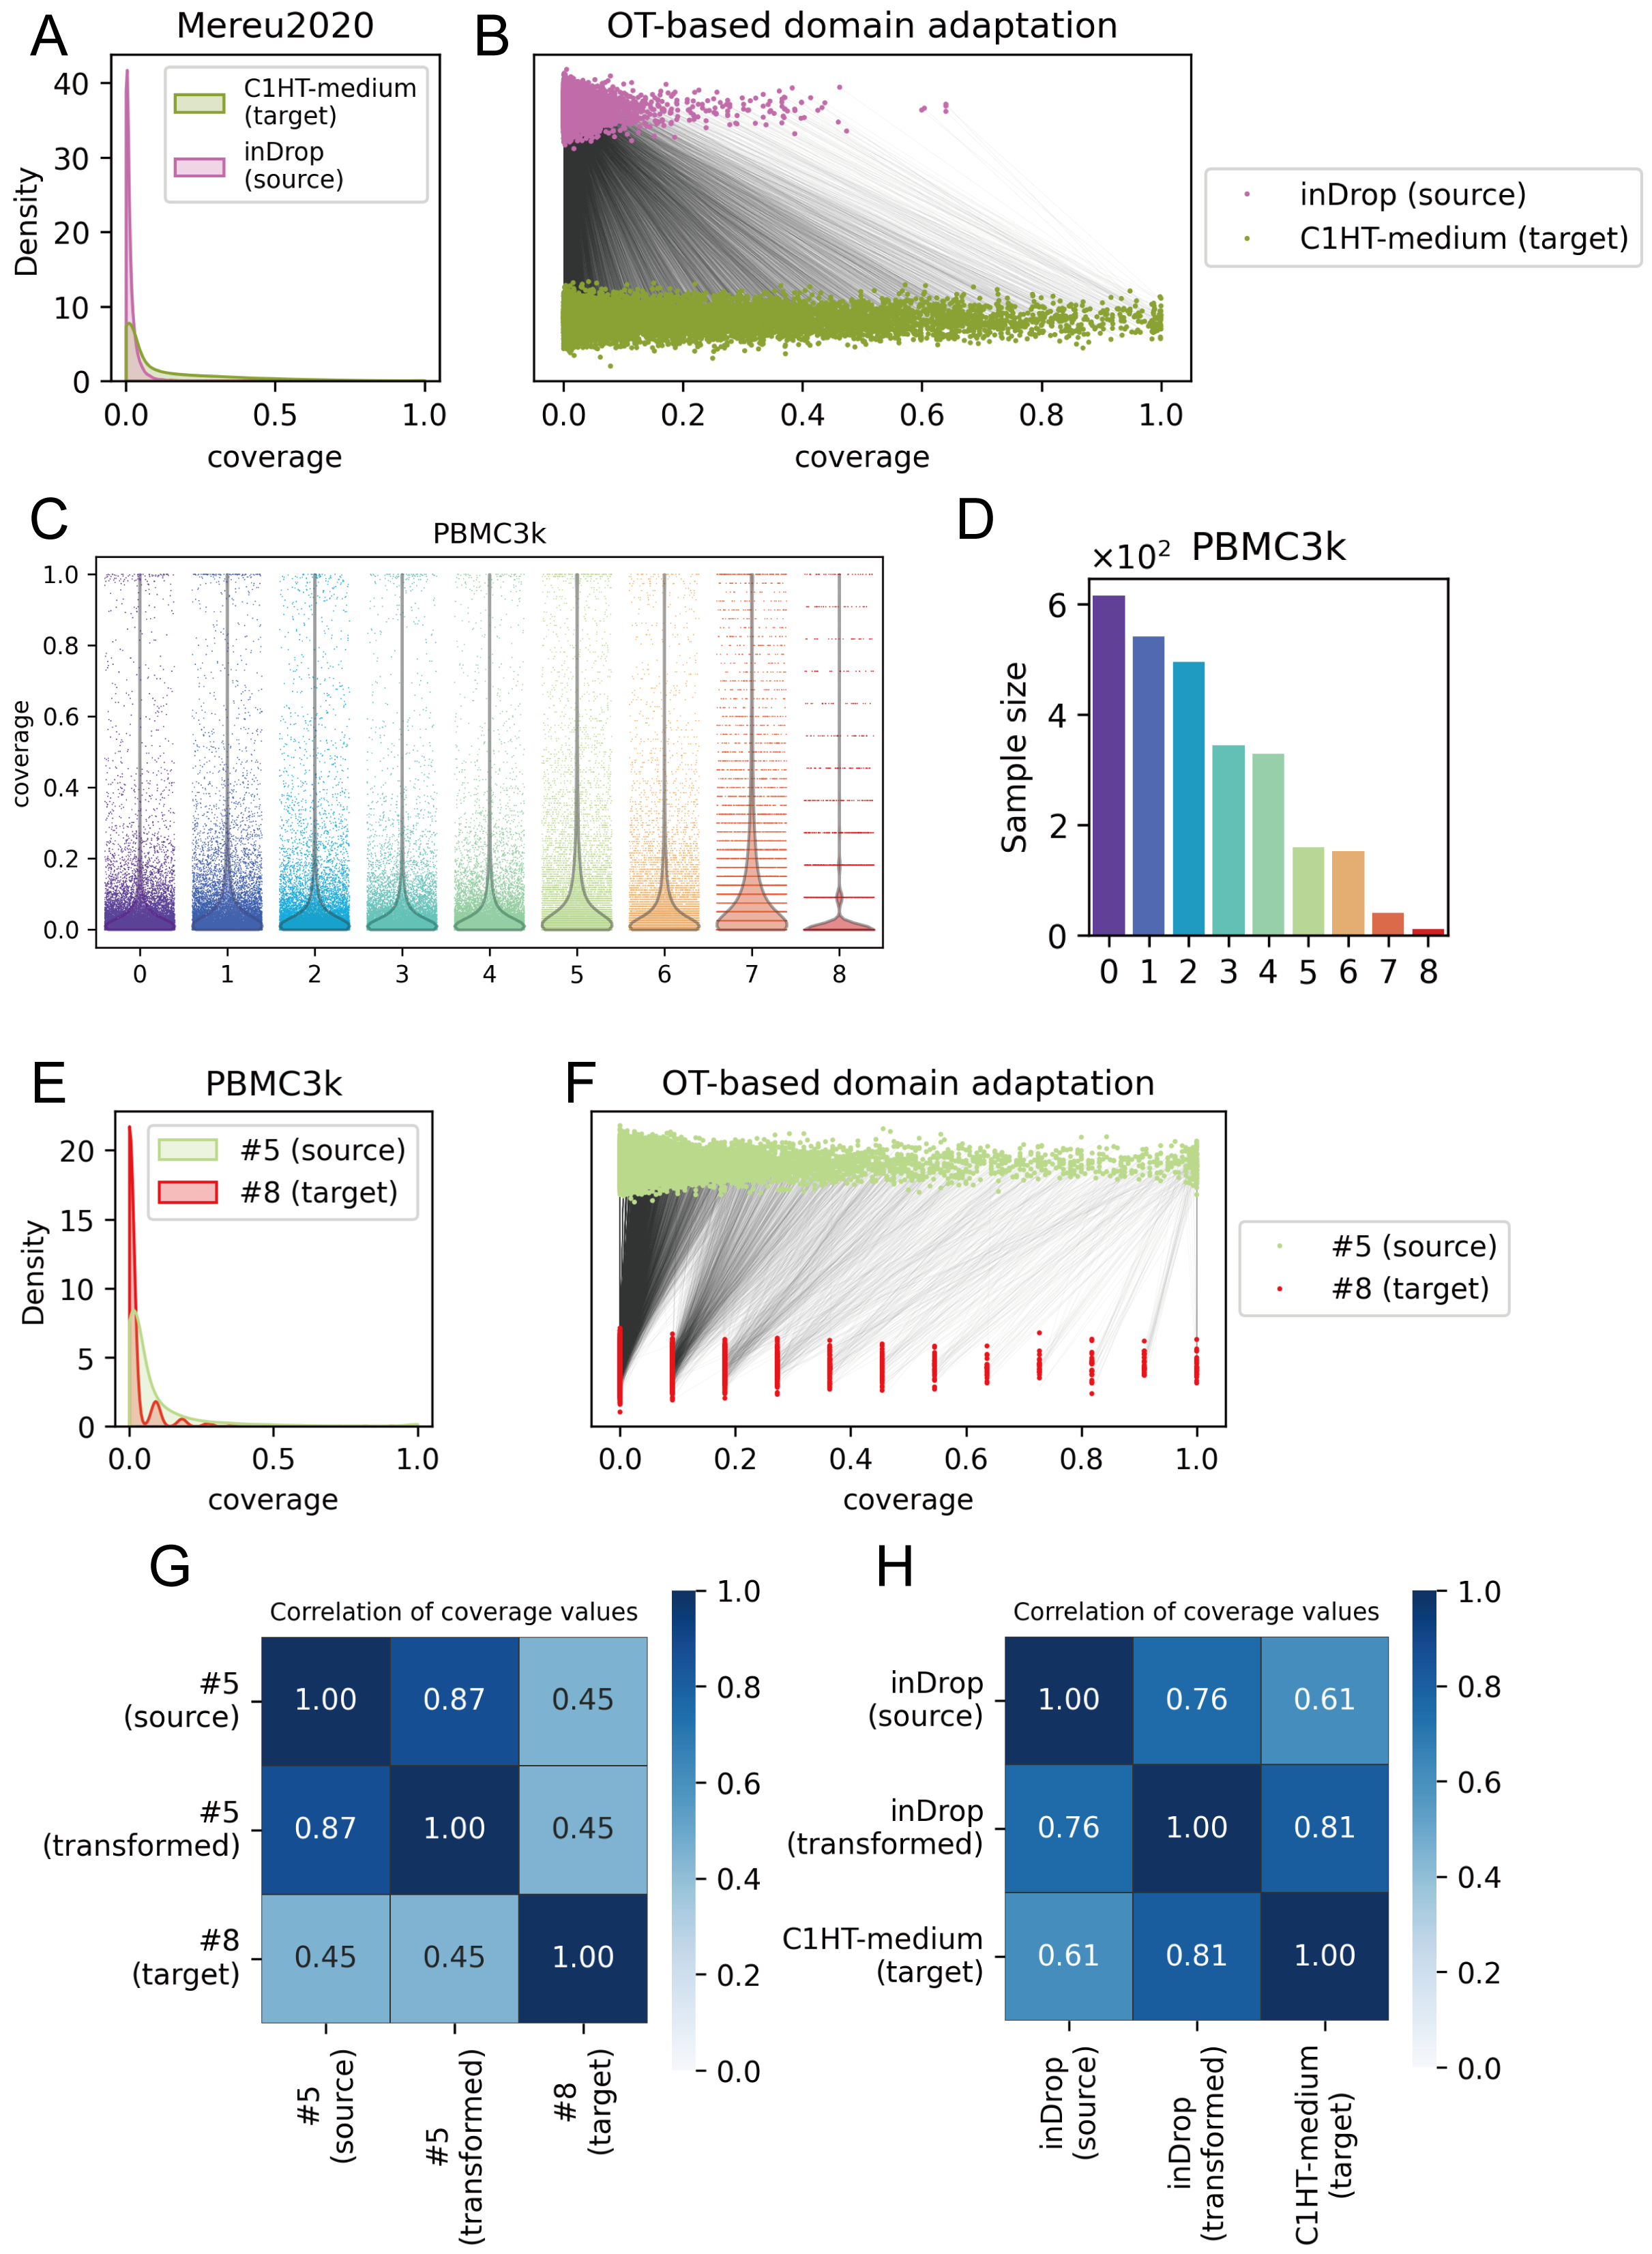 A
Mereu2020
40
30
20
10
0
Density
C1HT-medium
(target)
inDrop
(source)
0.0
0.5
1.0
coverage
B
OT-based domain adaptation
0.0
0.2
0.4
0.6
0.8
1.0
coverage
inDrop (source)
C1HT-medium (target)
C
PBMC3k
1.0
0.8
0.6
0.4
0.2
0.0
coverage
0
1
2
3
4
5
6
7
8
D
×10²
PBMC3k
6
4
2
0
Sample size
0
1
2
3
4
5
6
7
8
E
PBMC3k
20
15
10
5
0
Density
#5 (source)
#8 (target)
0.0
0.5
1.0
coverage
F
OT-based domain adaptation
0.0
0.2
0.4
0.6
0.8
1.0
coverage
#5 (source)
#8 (target)
G
Correlation of coverage values
#5
(source)
1.00
0.87
0.45
#5
(transformed)
0.87
1.00
0.45
#8
(target)
0.45
0.45
1.00
#5
(source)
#5
(transformed)
#8
(target)
1.0
0.8
0.6
0.4
0.2
0.0
H
Correlation of coverage values
inDrop
(source)
1.00
0.76
0.61
inDrop
(transformed)
0.76
1.00
0.81
C1HT-medium
(target)
0.61
0.81
1.00
inDrop
(source)
inDrop
(transformed)
C1HT-medium
(target)
1.0
0.8
0.6
0.4
0.2
0.0